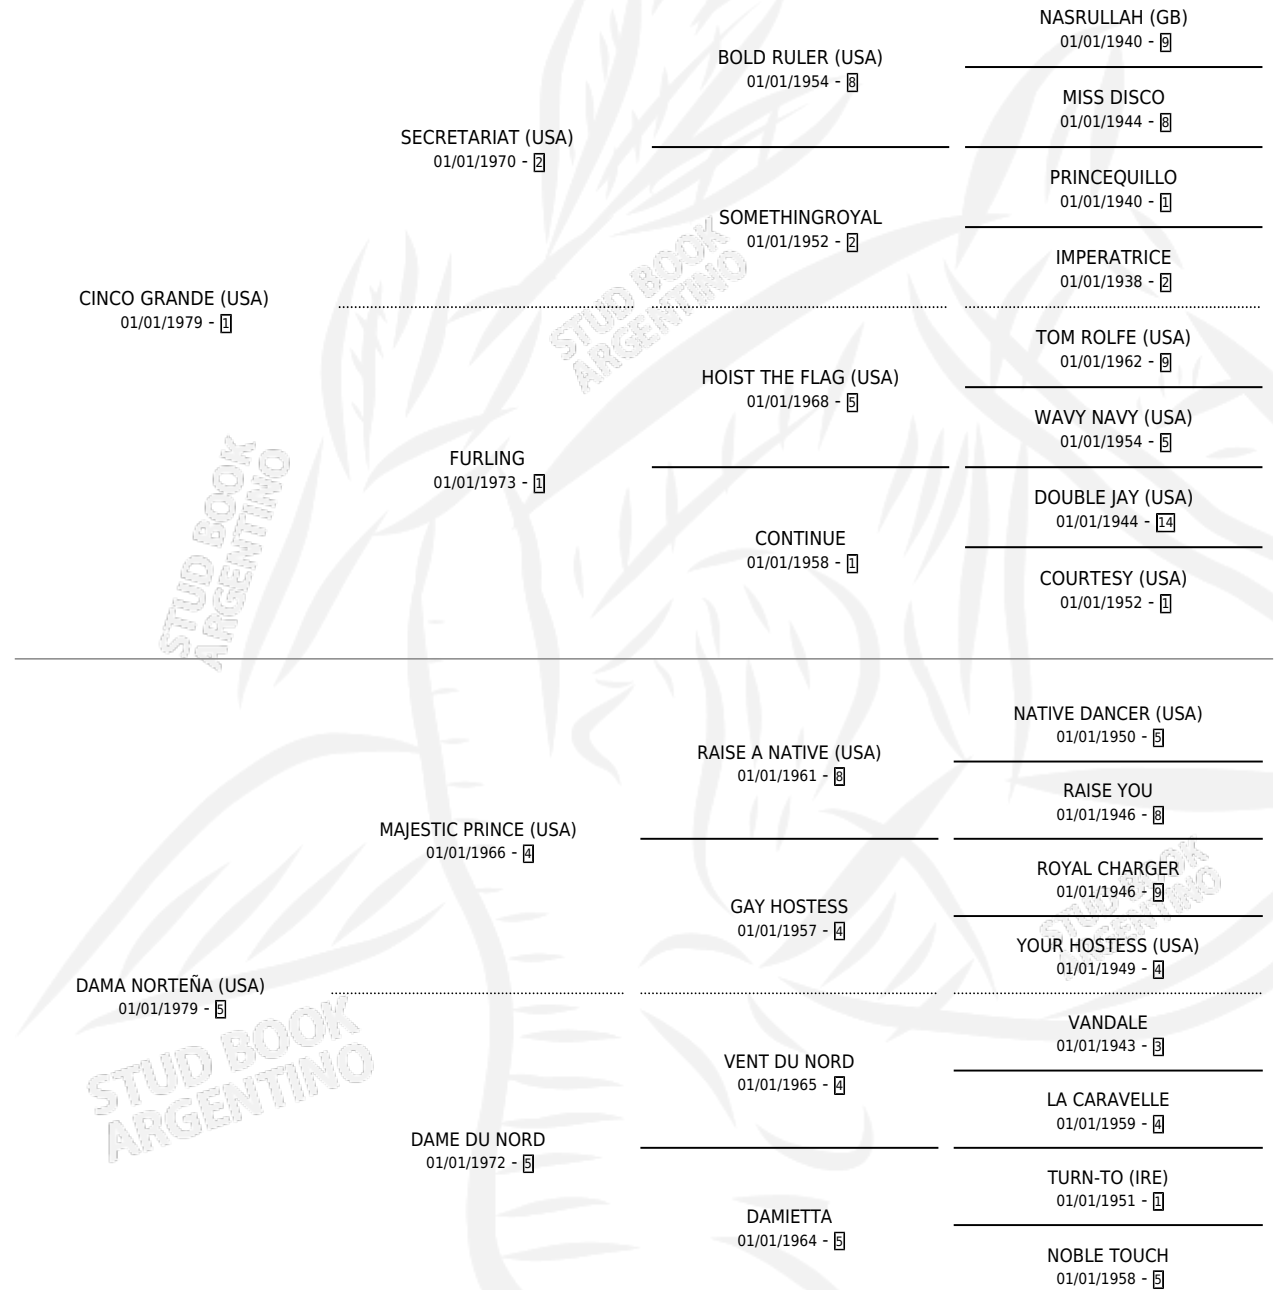 NASRULLAH (GB)
01/01/1940 - 9
BOLD RULER (USA)
01/01/1954 - 8
MISS DISCO
01/01/1944 - 8
SECRETARIAT (USA)
01/01/1970 - 2
PRINCEQUILLO
01/01/1940 - 1
SOMETHINGROYAL
01/01/1952 - 2
IMPERATRICE
01/01/1938 - 2
CINCO GRANDE (USA)
01/01/1979 - 1
TOM ROLFE (USA)
01/01/1962 - 9
HOIST THE FLAG (USA)
01/01/1968 - 5
WAVY NAVY (USA)
01/01/1954 - 5
FURLING
01/01/1973 - 1
DOUBLE JAY (USA)
01/01/1944 - 14
CONTINUE
01/01/1958 - 1
COURTESY (USA)
01/01/1952 - 1
NATIVE DANCER (USA)
01/01/1950 - 5
RAISE A NATIVE (USA)
01/01/1961 - 8
RAISE YOU
01/01/1946 - 8
MAJESTIC PRINCE (USA)
01/01/1966 - 4
ROYAL CHARGER
01/01/1946 - 9
GAY HOSTESS
01/01/1957 - 4
YOUR HOSTESS (USA)
01/01/1949 - 4
DAMA NORTEÑA (USA)
01/01/1979 - 5
VANDALE
01/01/1943 - 3
VENT DU NORD
01/01/1965 - 4
LA CARAVELLE
01/01/1959 - 4
DAME DU NORD
01/01/1972 - 5
TURN-TO (IRE)
01/01/1951 - 1
DAMIETTA
01/01/1964 - 5
NOBLE TOUCH
01/01/1958 - 5
STUD BOOK
ARGENTINO
STUD BOOK
ARGENTINO
STUD BOOK
ARGENTINO
STUD BOOK
ARGENTINO